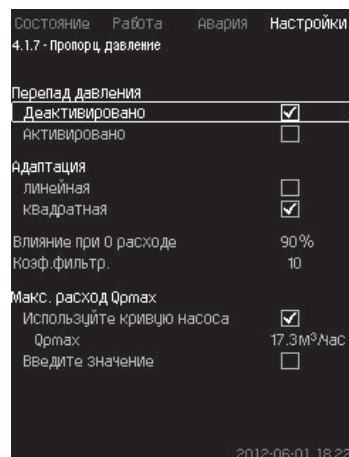 Состояние Работа Авария Настройки
4.1.7 - Пропорц. давление
Перепад давления
Деактивировано
Активировано
Адаптация
линейная
квадратная
Влияние при 0 расходе 90%
Коэф.фильтр. 10
Макс. расход Qpmax
Используйте кривую насоса
Qpmax 17.3м³/час
Введите значение
2012-06-01 18:22